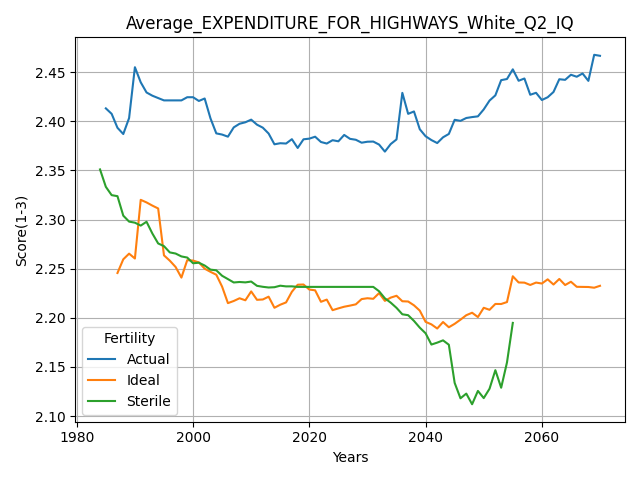 Average_EXPENDITURE_FOR_HIGHWAYS_White_Q2_IQ
Score(1-3)
2.45
2.40
2.35
2.30
2.25
2.20
2.15
2.10
Fertility
Actual
Ideal
Sterile
1980 2000 2020 2040 2060
Years